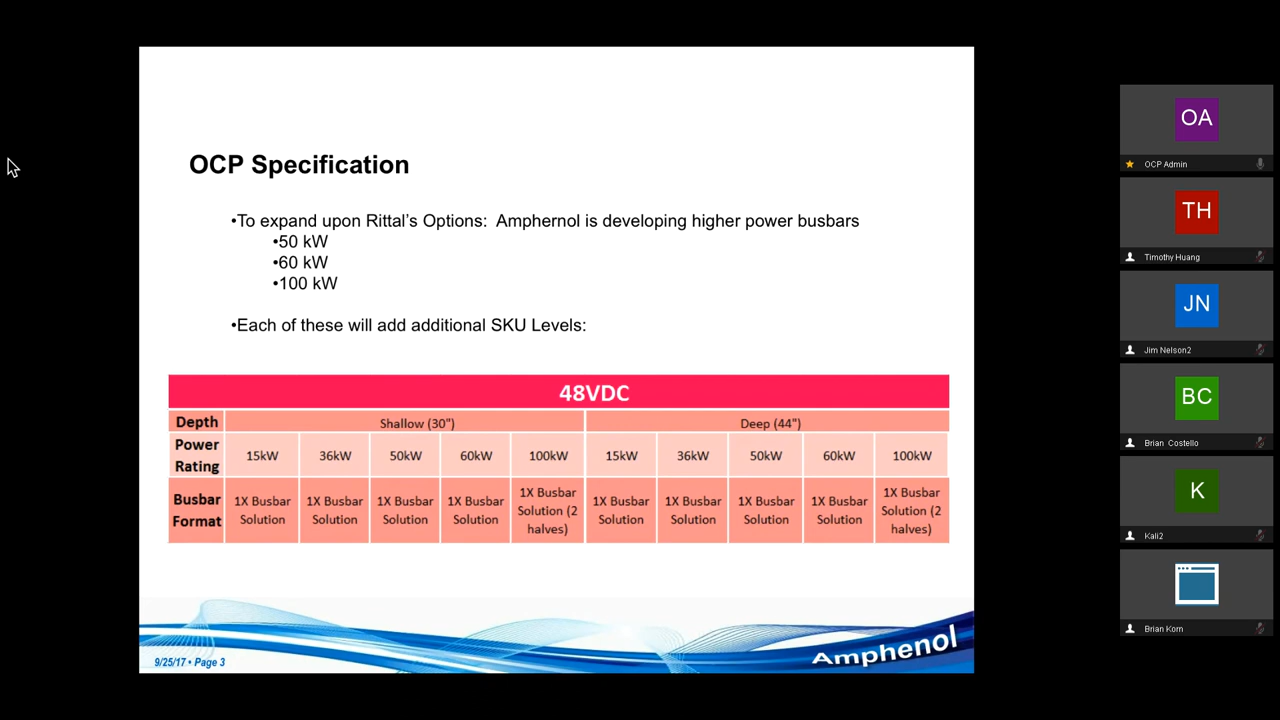 OCP Specification
•To expand upon Rittal's Options:  Amphernol is developing higher power busbars
•50 kW
•60 kW
•100 kW
•Each of these will add additional SKU Levels:
48VDC
Depth Shallow (30") Deep (44")
Power Rating 15kW 36kW 50kW 60kW 100kW 15kW 36kW 50kW 60kW 100kW
Busbar Format 1X Busbar Solution 1X Busbar Solution 1X Busbar Solution 1X Busbar Solution 1X Busbar Solution (2 halves) 1X Busbar Solution 1X Busbar Solution 1X Busbar Solution 1X Busbar Solution 1X Busbar Solution (2 halves)
9/25/17 • Page 3
Amphenol
OA
OCP Admin
TH
Timothy Huang
JN
Jim Nelson2
BC
Brian Costello
K
Kali2
Brian Korn